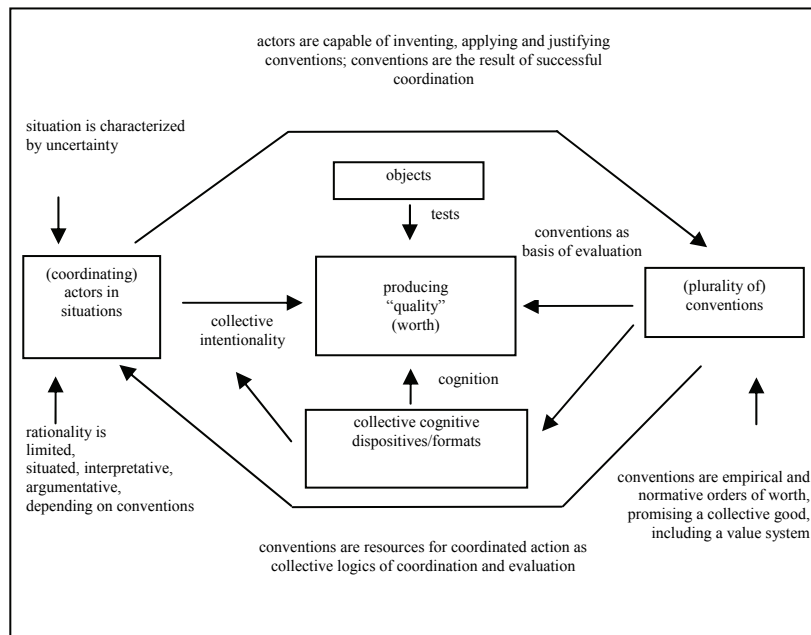 actors are capable of inventing, applying and justifying
conventions; conventions are the result of successful
coordination
situation is characterized
by uncertainty
objects
tests
conventions as
basis of evaluation
(coordinating)
actors in
situations
producing
“quality”
(worth)
(plurality of)
conventions
collective
intentionality
cognition
collective cognitive
dispositives/formats
rationality is
limited,
situated, interpretative,
argumentative,
depending on conventions
conventions are empirical and
normative orders of worth,
promising a collective good,
including a value system
conventions are resources for coordinated action as
collective logics of coordination and evaluation